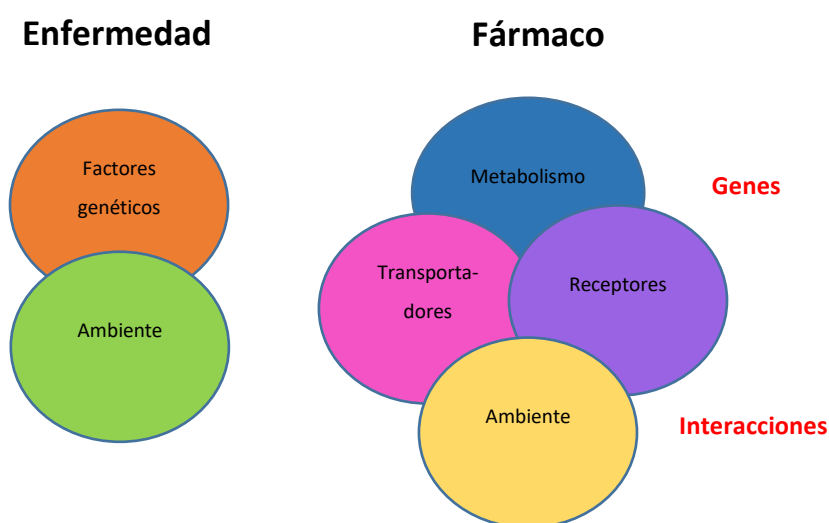 Enfermedad
Fármaco
Factores
genéticos
Ambiente
Metabolismo
Genes
Transporta-
dores
Receptores
Ambiente
Interacciones